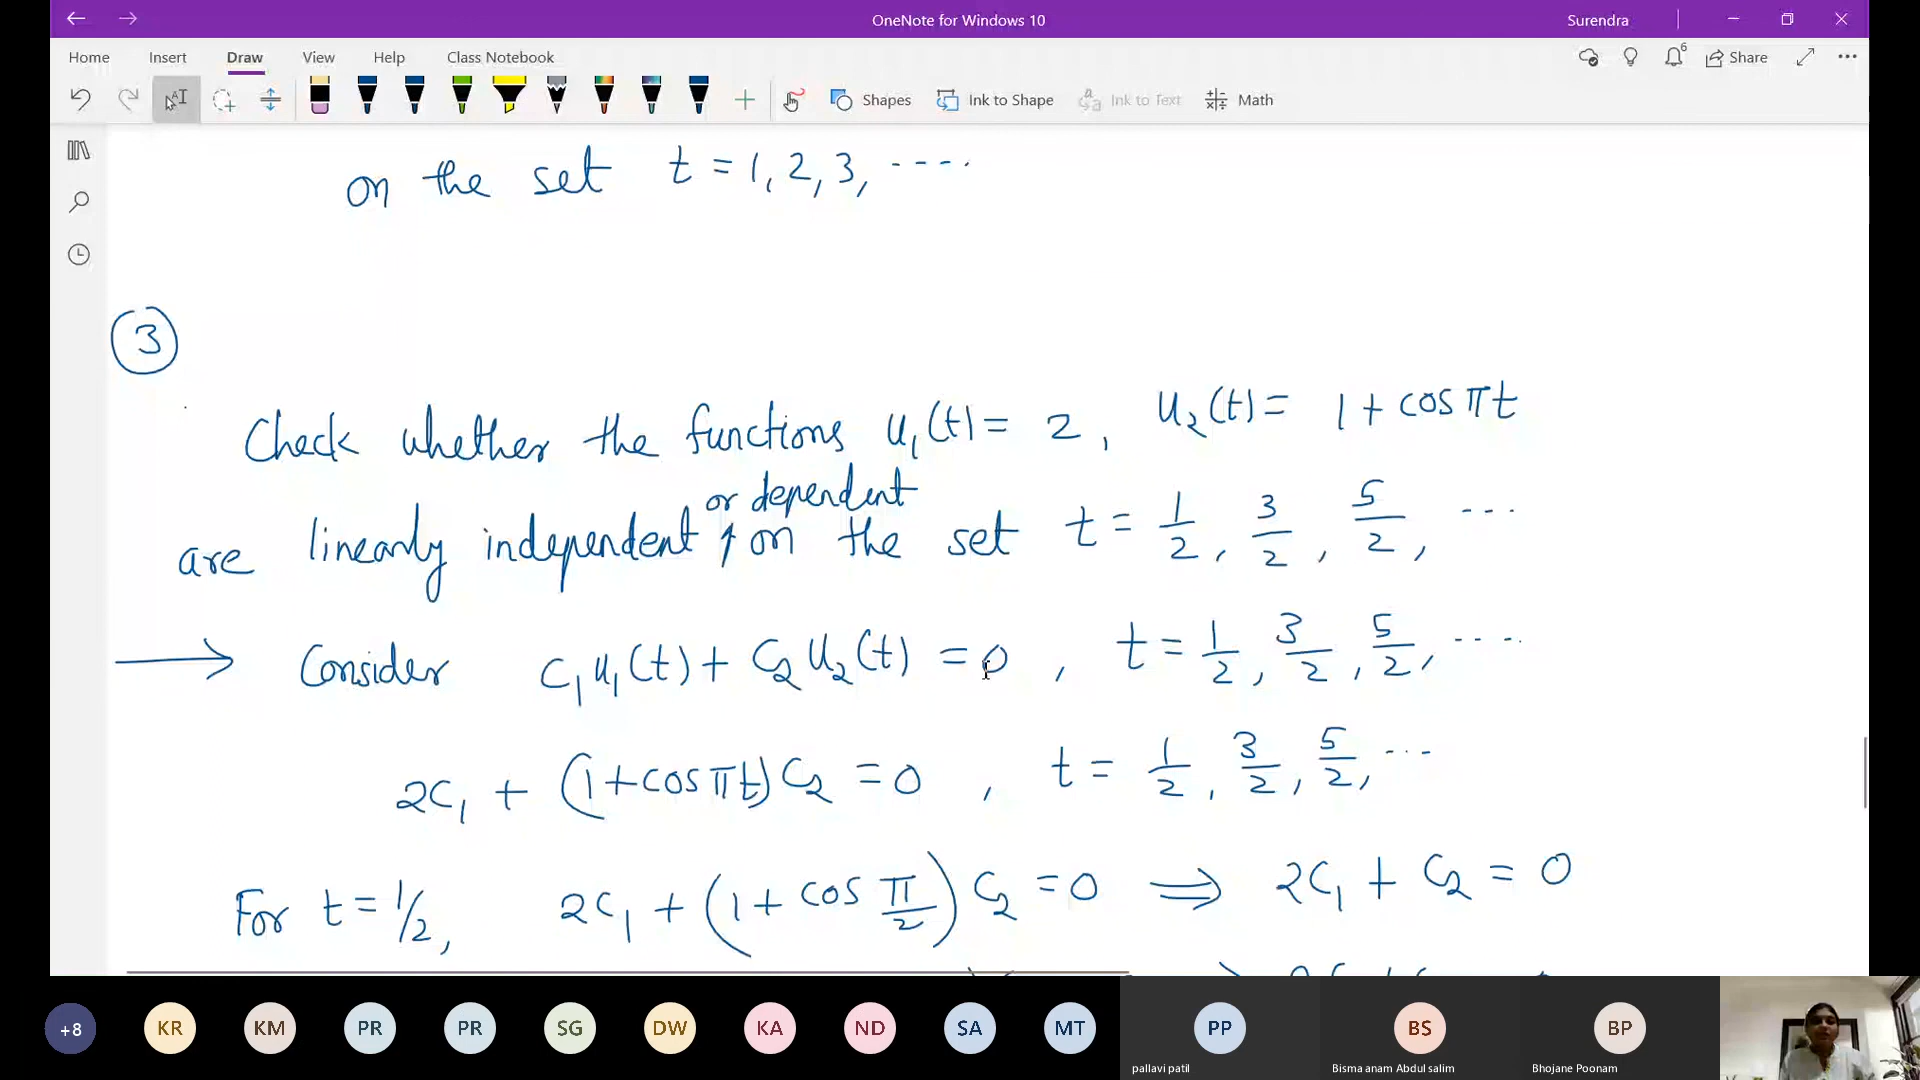 OneNote for Windows 10
Surendra
Home Insert Draw View Help Class Notebook
6
Share
Shapes Ink to Shape Ink to Text Math
on the set t = 1, 2, 3, ----.
3
Check whether the functions u₁(t) = 2, u₂(t) = 1 + cos πt
or dependent
are linearly independent on the set t = 1/2, 3/2, 5/2, ...
→ Consider c₁u₁(t) + c₂u₂(t) = 0, t = 1/2, 3/2, 5/2, ....
2c₁ + (1+cos πt)c₂ = 0, t = 1/2, 3/2, 5/2, ...
For t = 1/2, 2c₁ + (1 + cos π/2) c₂ = 0 ⟹ 2c₁ + c₂ = 0
+8 KR KM PR PR SG DW KA ND SA MT PP BS BP
pallavi patil Bisma anam Abdul salim Bhojane Poonam